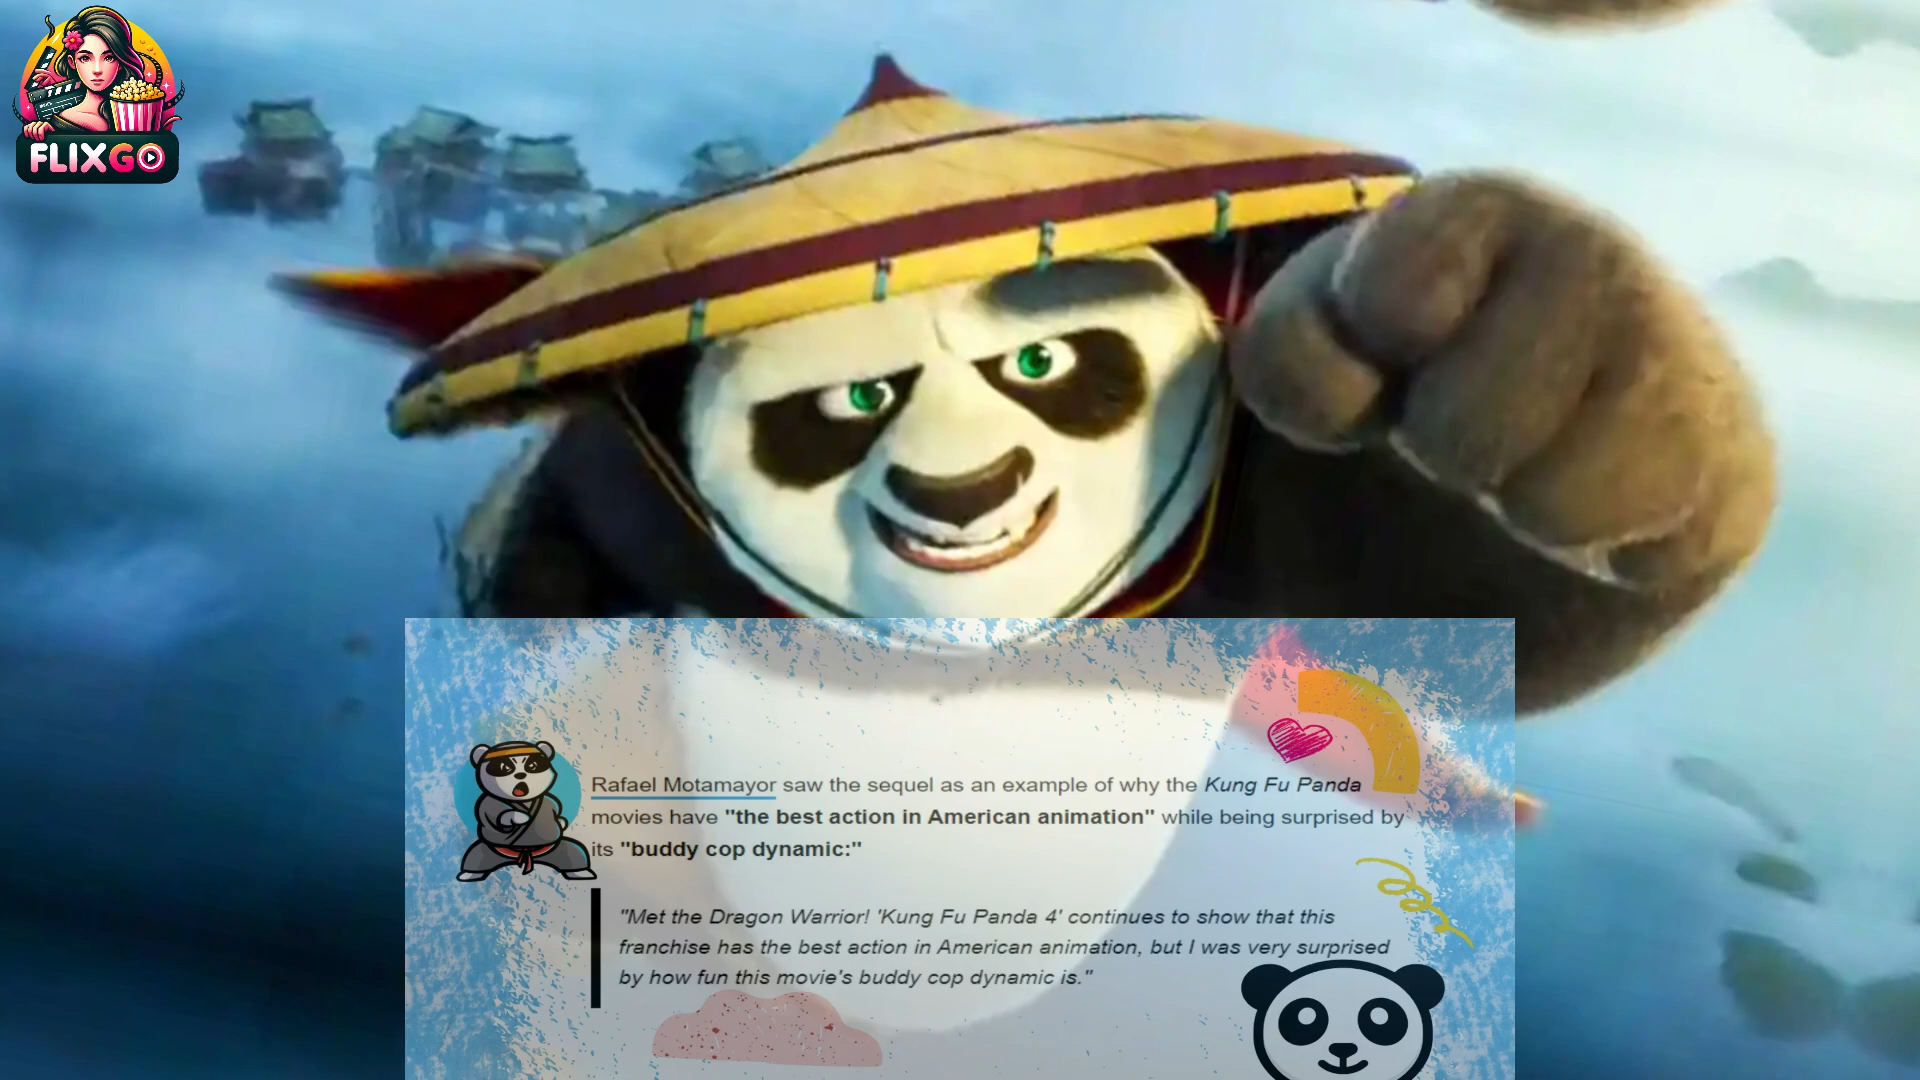 FLIXGO
Rafael Motamayor saw the sequel as an example of why the Kung Fu Panda
movies have "the best action in American animation" while being surprised by
its "buddy cop dynamic:"
"Met the Dragon Warrior! 'Kung Fu Panda 4' continues to show that this
franchise has the best action in American animation, but I was very surprised
by how fun this movie's buddy cop dynamic is."